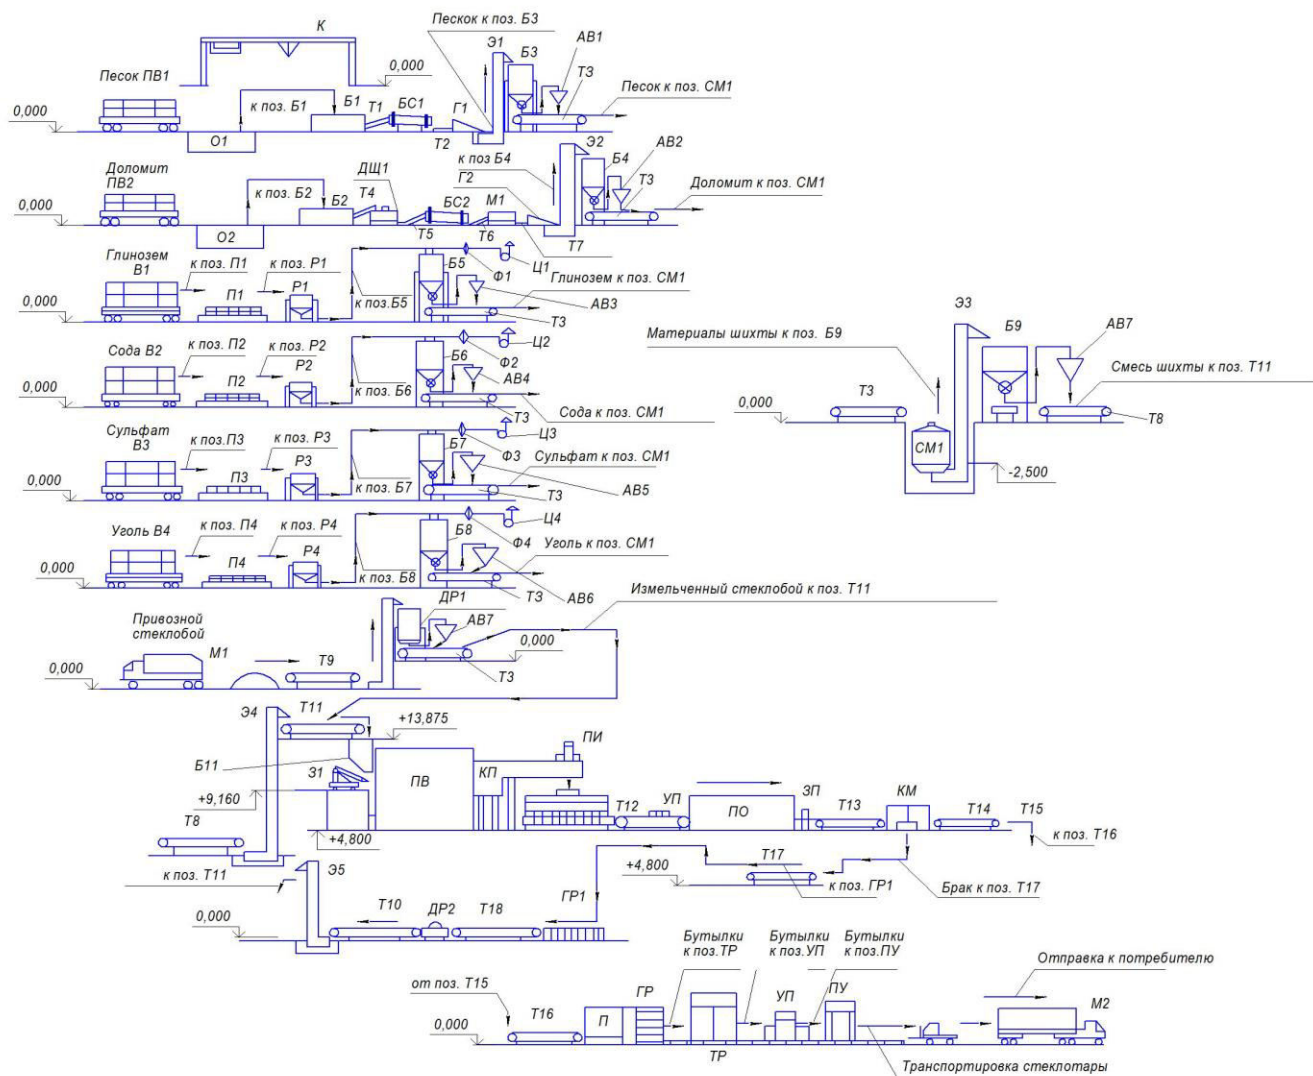 К
Песок ПВ1
0,000
0,000
к поз. Б1
О1
Б1
Т1
БС1
Г1
Т2
Пескок к поз. Б3
Э1
Б3
АВ1
Т3
Песок к поз. СМ1
Доломит
ПВ2
0,000
к поз. Б2
О2
Б2
Т4
ДЩ1
Т5
БС2
Т6
М1
Г2
к поз Б4
Т7
Э2
Б4
АВ2
Т3
Доломит к поз. СМ1
Глинозем
В1
0,000
к поз. П1
П1
к поз. Р1
Р1
к поз.Б5
Б5
Ф1
Ц1
Глинозем к поз. СМ1
АВ3
Т3
Сода В2
0,000
к поз. П2
П2
к поз. Р2
Р2
к поз. Б6
Б6
Ф2
Ц2
АВ4
Т3
Сода к поз. СМ1
Сульфат
В3
0,000
к поз.П3
П3
к поз. Р3
Р3
к поз. Б7
Б7
Ф3
Ц3
Сульфат к поз. СМ1
АВ5
Т3
Уголь В4
0,000
к поз. П4
П4
к поз. Р4
Р4
к поз. Б8
Б8
Ф4
Ц4
Уголь к поз. СМ1
АВ6
Т3
Материалы шихты к поз. Б9
Э3
Б9
АВ7
Смесь шихты к поз. Т11
0,000
Т3
СМ1
-2,500
Т8
Привозной
стеклобой
М1
0,000
Т9
ДР1
АВ7
0,000
Т3
Измельченный стеклобой к поз. Т11
Э4
Т11
+13,875
Б11
З1
+9,160
Т8
+4,800
ПВ
КП
ПИ
Т12
УП
ПО
ЗП
Т13
КМ
Т14
Т15
к поз. Т16
к поз. Т11
Э5
+4,800
Т17
к поз. ГР1
Брак к поз. Т17
0,000
Т10
ДР2
Т18
ГР1
от поз. Т15
0,000
Т16
П
ГР
Бутылки
к поз.ТР
ТР
Бутылки
к поз.УП
УП
Бутылки
к поз.ПУ
ПУ
Отправка к потребителю
М2
Транспортировка стеклотары